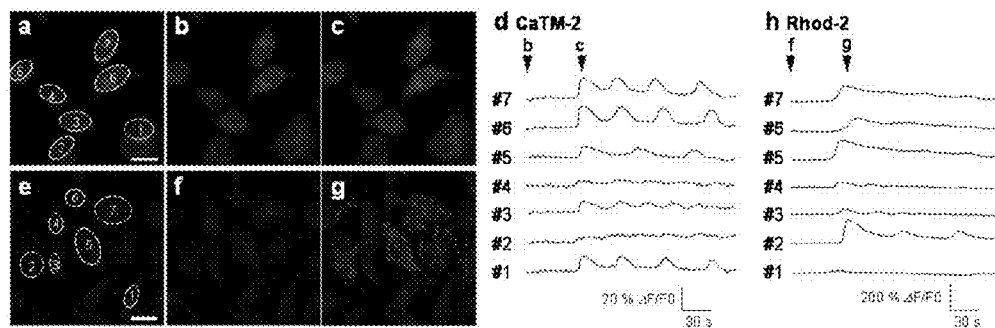 a b c d CaTM-2 h Rhod-2
b c f g
#7
#6 #6
#5 #5
#4 #4
#3 #3
#2 #2
#1 #1
e f g
20 % ΔF/F0
30 s
200 % ΔF/F0
30 s